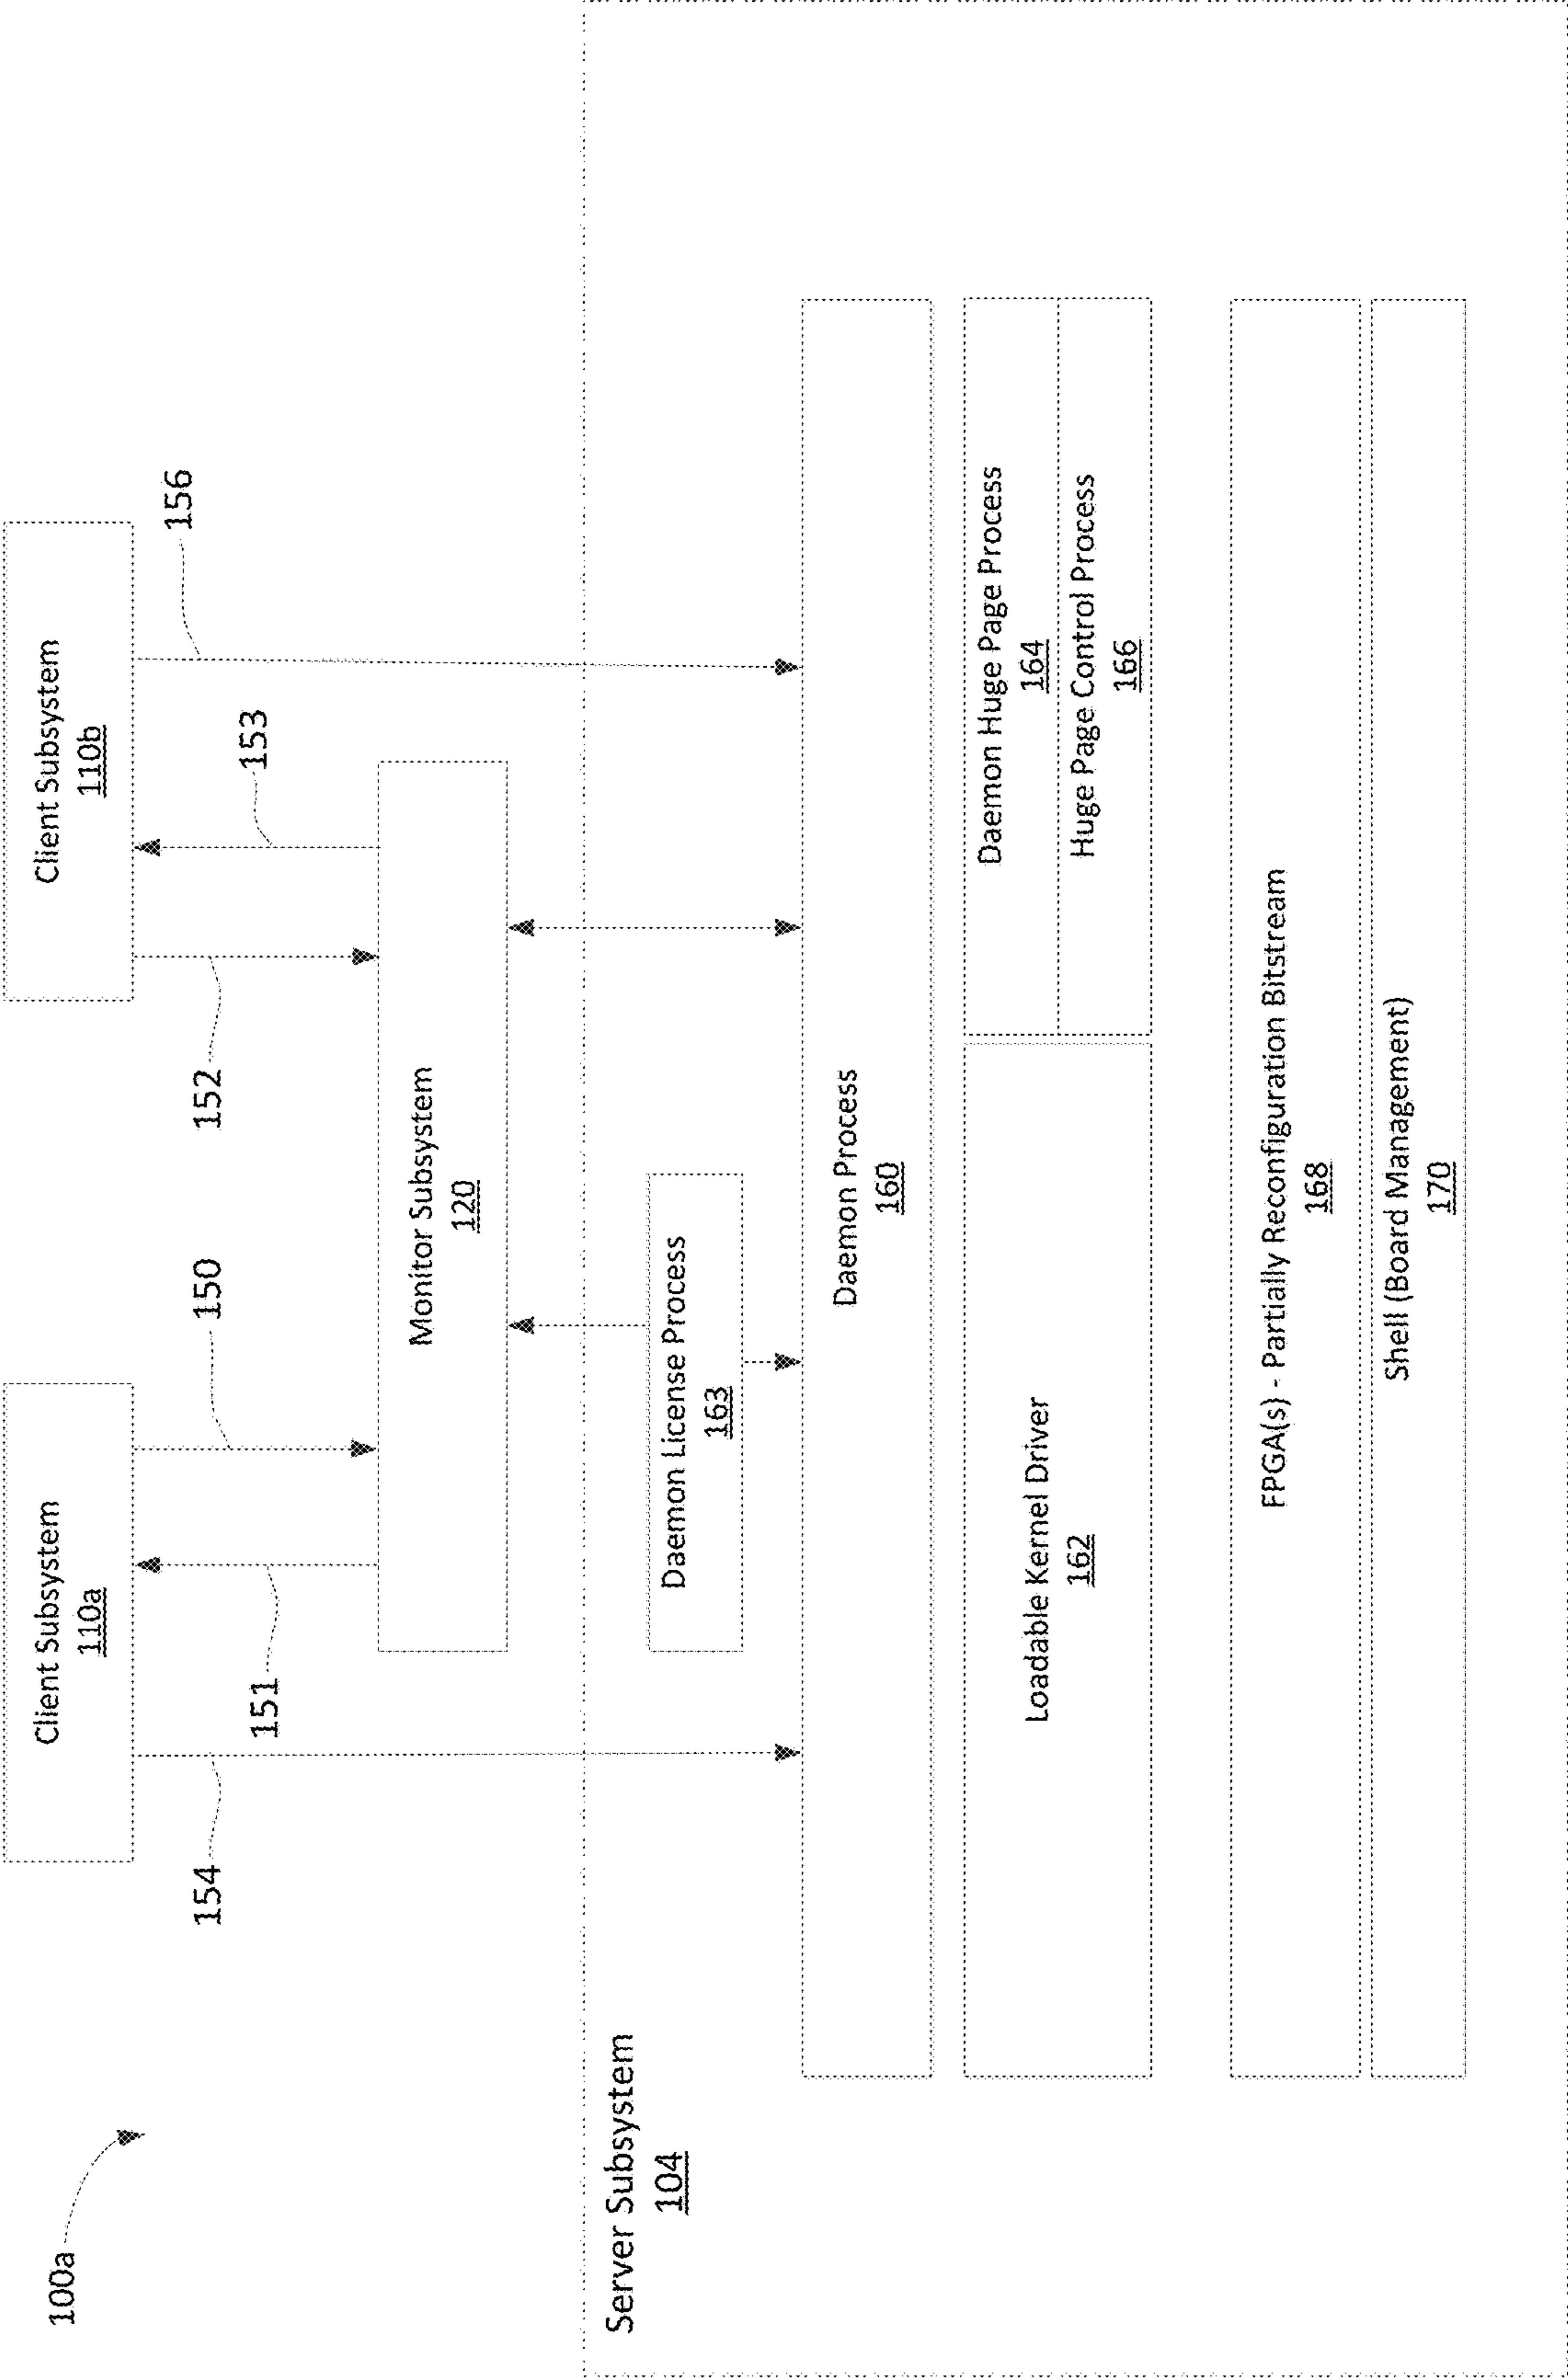 100a
Client Subsystem
110a
Client Subsystem
110b
154
151
150
152
153
156
Monitor Subsystem
120
Server Subsystem
104
Daemon License Process
163
Daemon Process
160
Loadable Kernel Driver
162
Daemon Huge Page Process
164
Huge Page Control Process
166
FPGA(s) - Partially Reconfiguration Bitstream
168
Shell (Board Management)
170